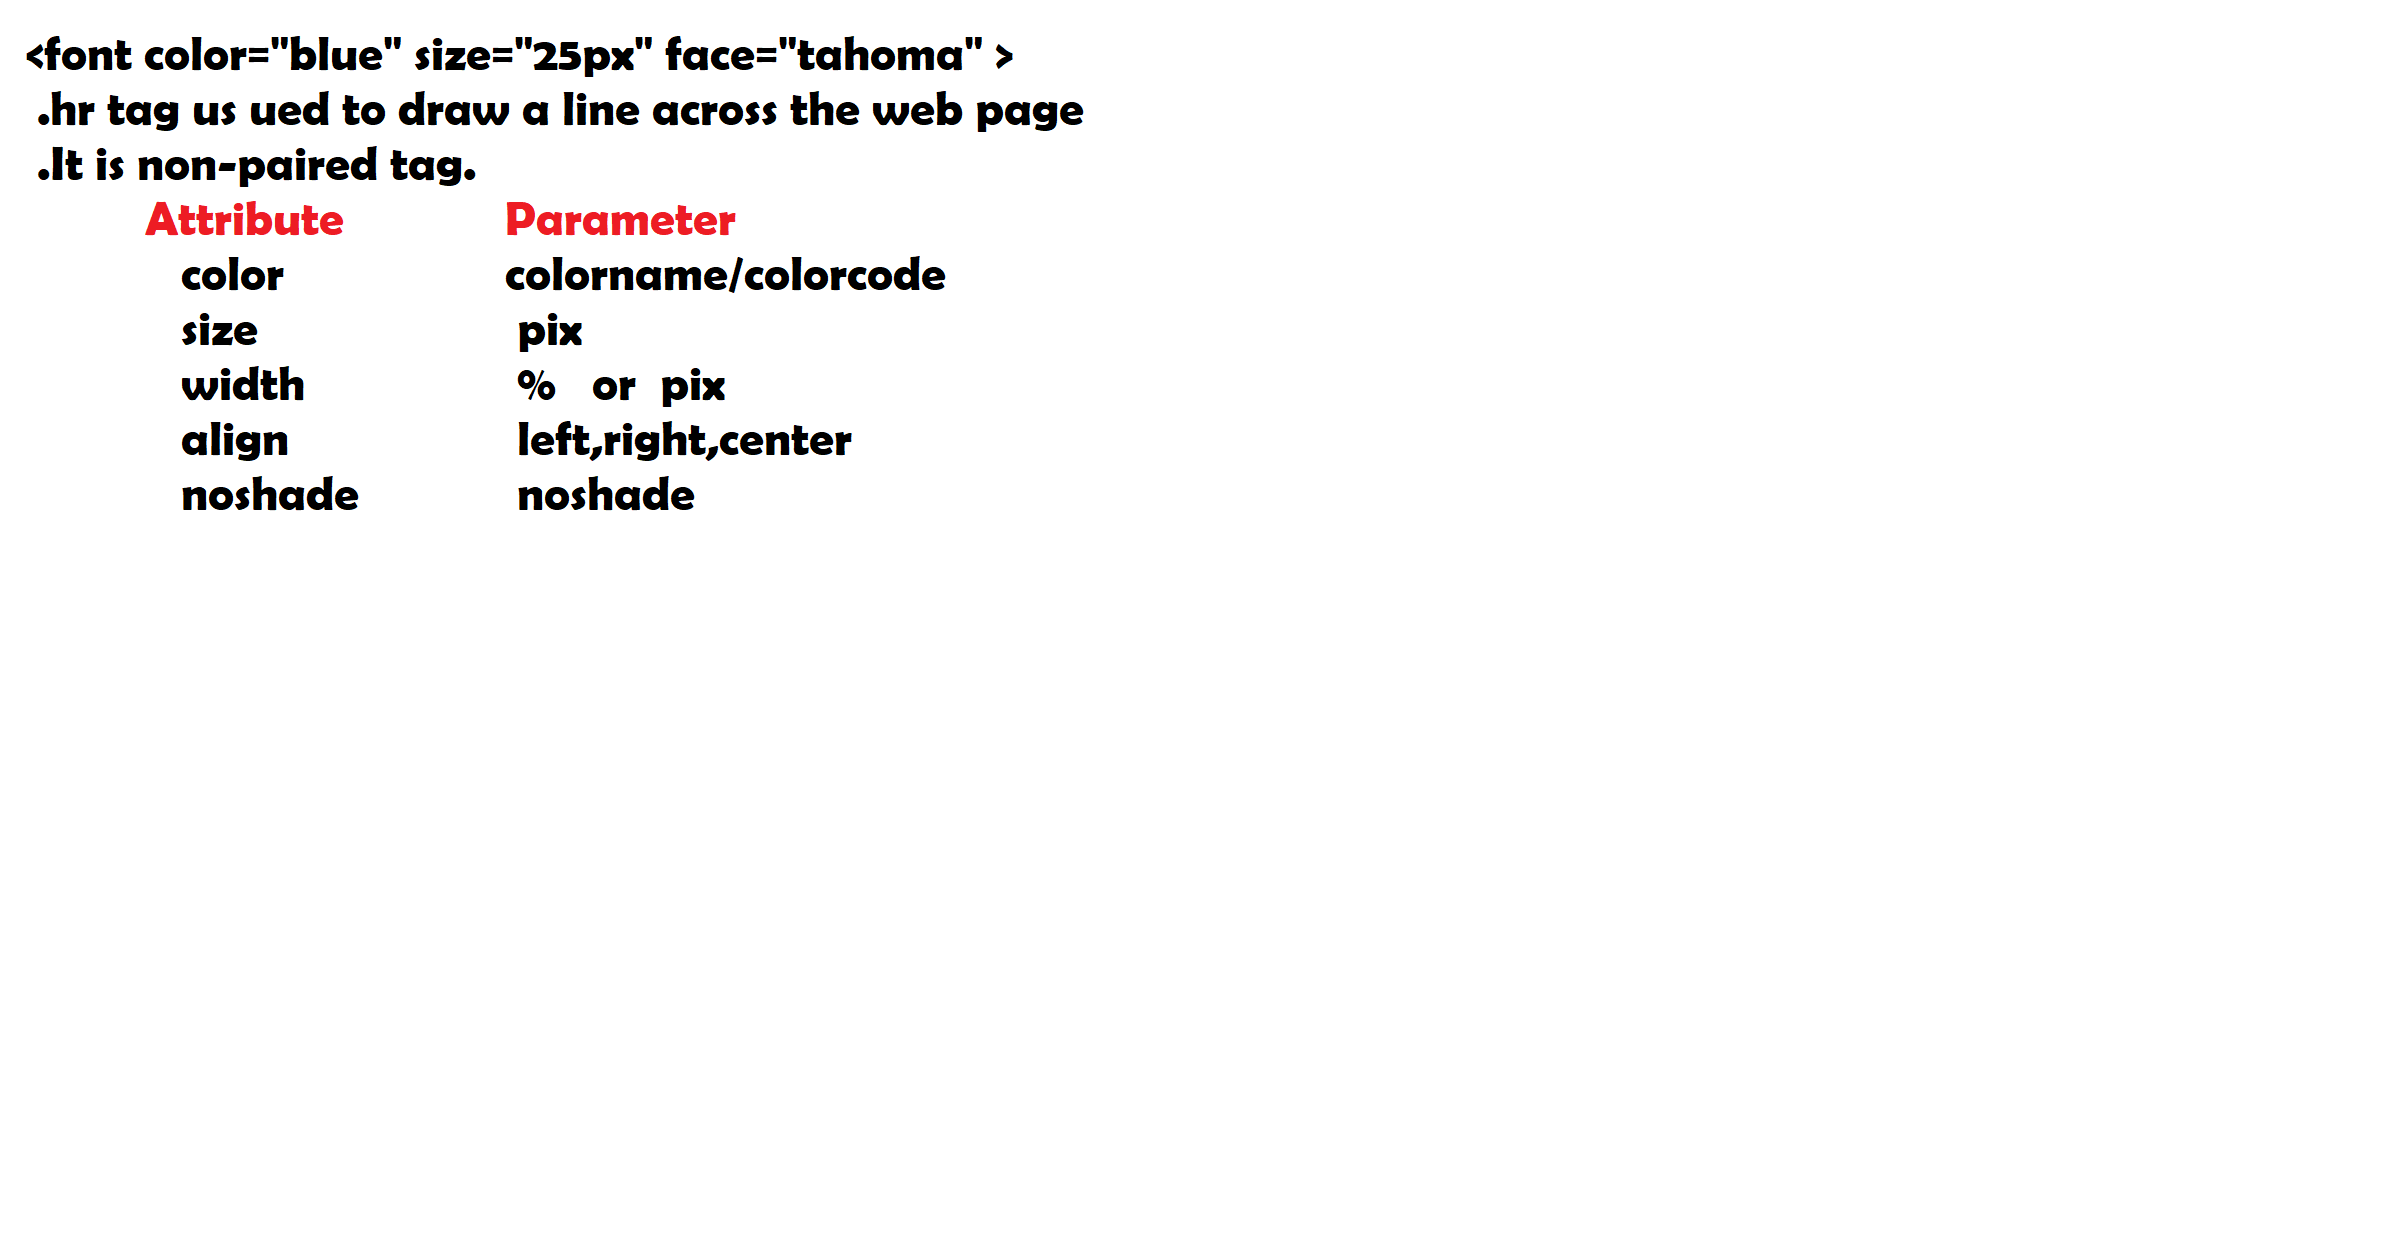 <font color="blue" size="25px" face="tahoma" >
.hr tag us ued to draw a line across the web page
.It is non-paired tag.
Attribute Parameter
color colorname/colorcode
size pix
width % or pix
align left,right,center
noshade noshade